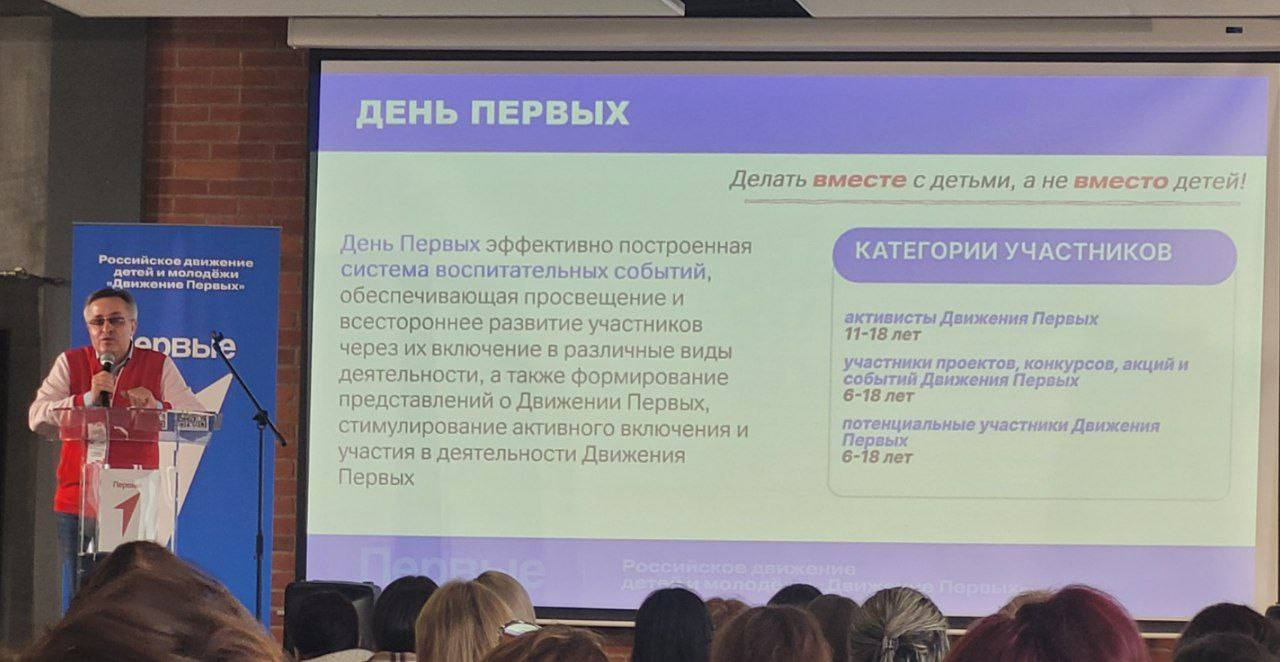 ДЕНЬ ПЕРВЫХ
Делать вместе с детьми, а не вместо детей!
День Первых эффективно построенная
система воспитательных событий,
обеспечивающая просвещение и
всестороннее развитие участников
через их включение в различные виды
деятельности, а также формирование
представлений о Движении Первых,
стимулирование активного включения и
участия в деятельности Движения
Первых
КАТЕГОРИИ УЧАСТНИКОВ
активисты Движения Первых
11-18 лет
участники проектов, конкурсов, акций и
событий Движения Первых
6-18 лет
потенциальные участники Движения
Первых
6-18 лет
Первые
Российское движение
детей и молодёжи «Движение Первых»
Российское движение
детей и молодёжи
«Движение Первых»
Первые
Первые